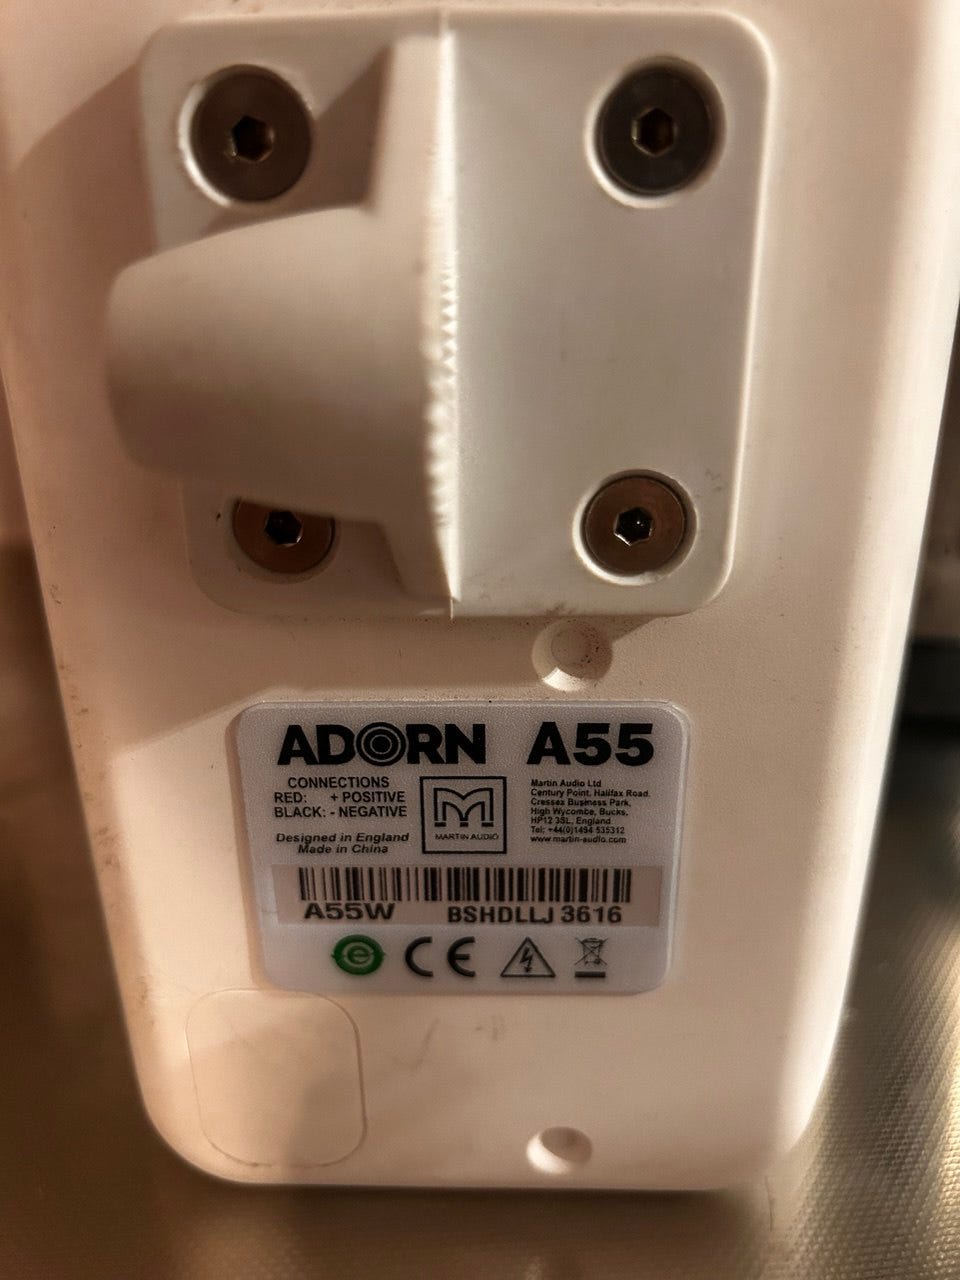 ADORN A55
CONNECTIONS
RED: + POSITIVE
BLACK: - NEGATIVE
Designed in England
Made in China
MARTIN AUDIO
Martin Audio Ltd
Century Point, Halifax Road,
Cressex Business Park,
High Wycombe, Bucks,
HP12 3SL, England
Tel: +44(0)1494 535312
www.martin-audio.com
A55W BSHDLLJ 3616
e CE